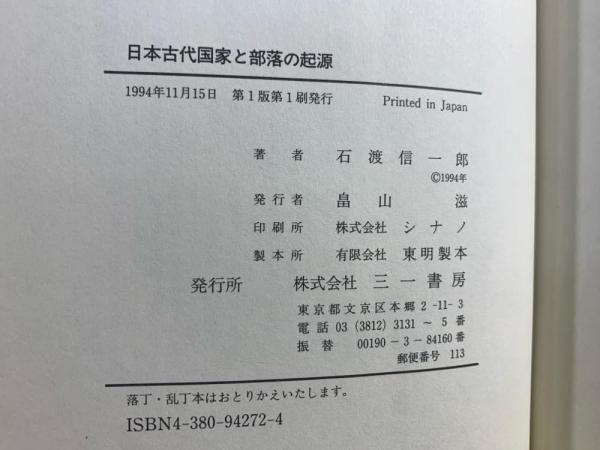 日本古代国家と部落の起源
1994年11月15日 第1版第1刷発行 Printed in Japan
著者 石渡信一郎
©1994年
発行者 畠山滋
印刷所 株式会社 シナノ
製本所 有限会社 東明製本
発行所 株式会社 三一書房
東京都文京区本郷2-11-3
電話 03 (3812) 3131 ~ 5 番
振替 00190-3-84160番
郵便番号 113
落丁・乱丁本はおとりかえいたします。
ISBN4-380-94272-4